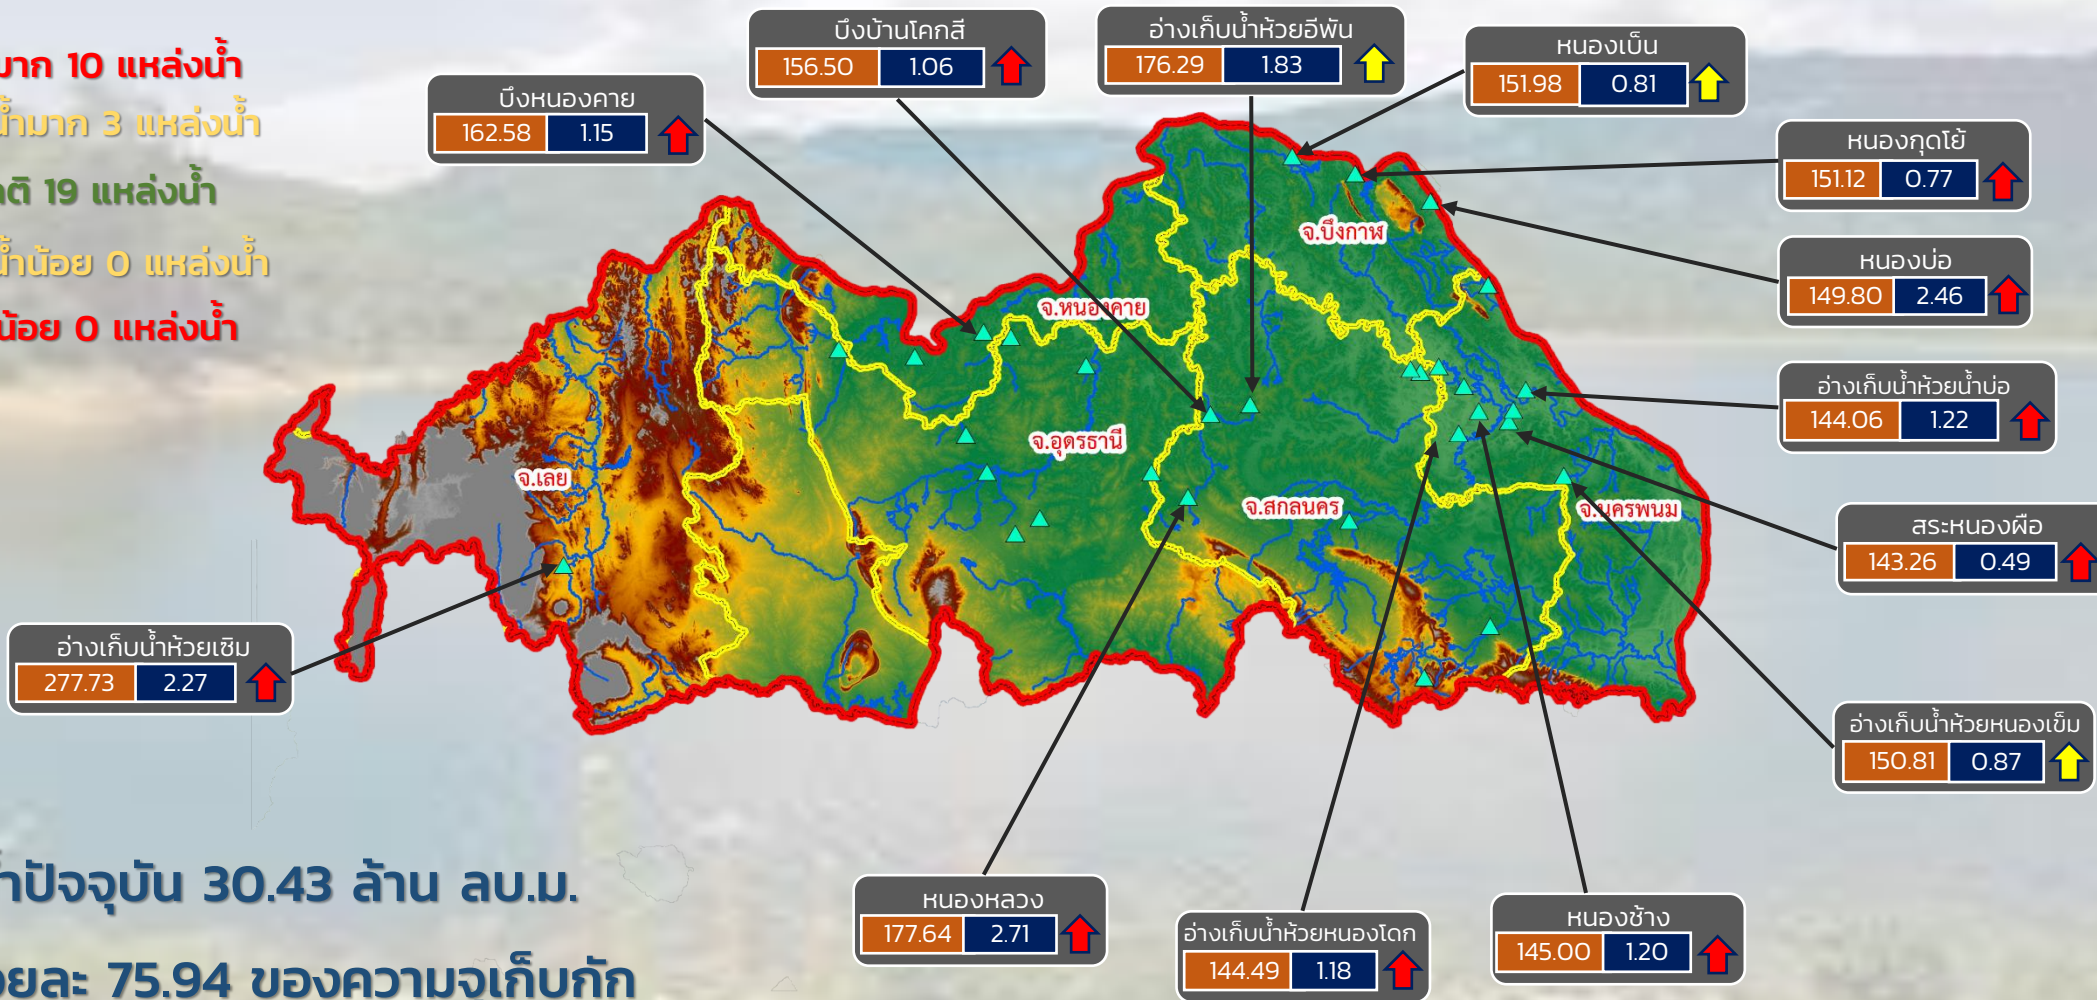 มาก 10 แหล่งน้ำ
น้ำมาก 3 แหล่งน้ำ
กติ 19 แหล่งน้ำ
น้ำน้อย 0 แหล่งน้ำ
น้อย 0 แหล่งน้ำ
บึงหนองคาย
162.58 1.15
บึงบ้านโคกสี
156.50 1.06
อ่างเก็บน้ำห้วยอีพัน
176.29 1.83
หนองเบ็น
151.98 0.81
หนองกุดโย้
151.12 0.77
หนองบ่อ
149.80 2.46
อ่างเก็บน้ำห้วยน้ำบ่อ
144.06 1.22
สระหนองผือ
143.26 0.49
อ่างเก็บน้ำห้วยหนองเข็ม
150.81 0.87
จ.บึงกาฬ
จ.หนองคาย
จ.อุดรธานี
จ.เลย
จ.สกลนคร
จ.นครพนม
อ่างเก็บน้ำห้วยเซิม
277.73 2.27
หนองหลวง
177.64 2.71
อ่างเก็บน้ำห้วยหนองโดก
144.49 1.18
หนองช้าง
145.00 1.20
น้ำปัจจุบัน 30.43 ล้าน ลบ.ม.
อยละ 75.94 ของความจุเก็บกัก